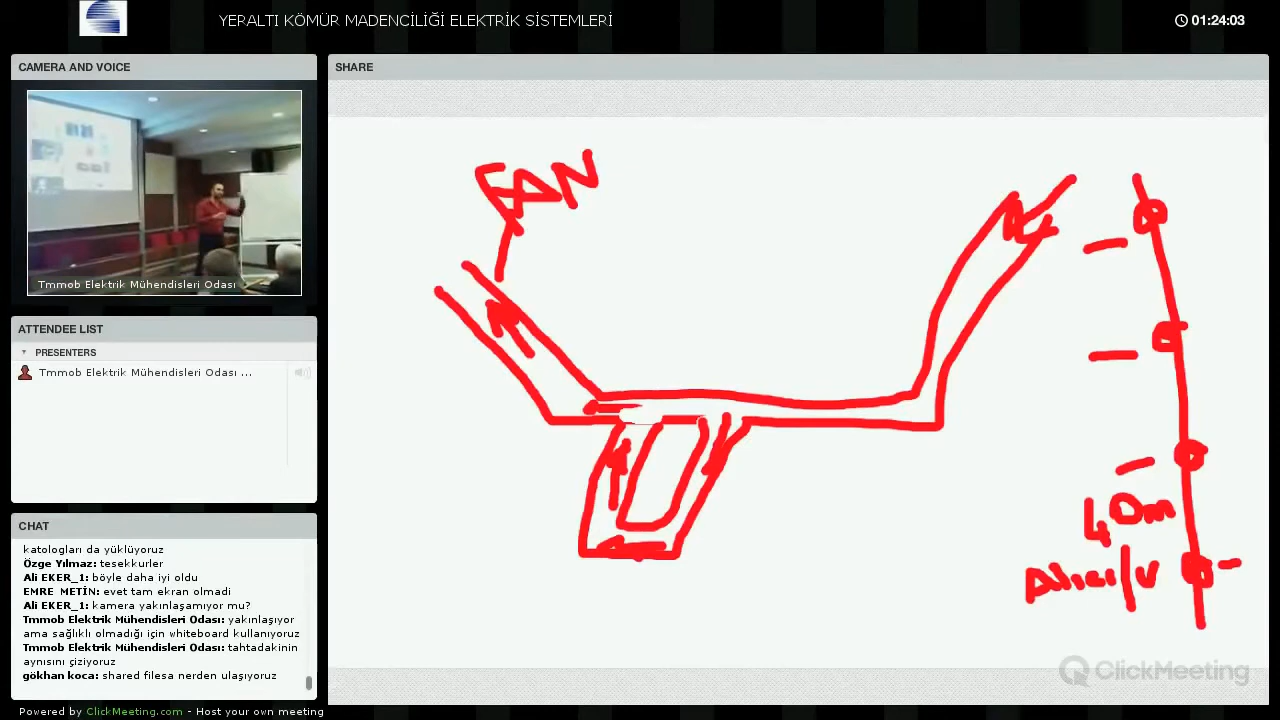 YERALTI KÖMÜR MADENCİLİĞİ ELEKTRİK SİSTEMLERİ
01:24:03
CAMERA AND VOICE
Tmmob Elektrik Mühendisleri Odası
ATTENDEE LIST
PRESENTERS
Tmmob Elektrik Mühendisleri Odası ...
CHAT
katologları da yüklüyoruz
Özge Yılmaz: tesekkurler
Ali EKER_1: böyle daha iyi oldu
EMRE METİN: evet tam ekran olmadi
Ali EKER_1: kamera yakınlaşamıyor mu?
Tmmob Elektrik Mühendisleri Odası: yakınlaşıyor
ama sağlıklı olmadığı için whiteboard kullanıyoruz
Tmmob Elektrik Mühendisleri Odası: tahtadakinin
aynısını çiziyoruz
gökhan koca: shared filesa nerden ulaşıyoruz
Powered by ClickMeeting.com - Host your own meeting
SHARE
FAN
40m
Alıcı/v
ClickMeeting